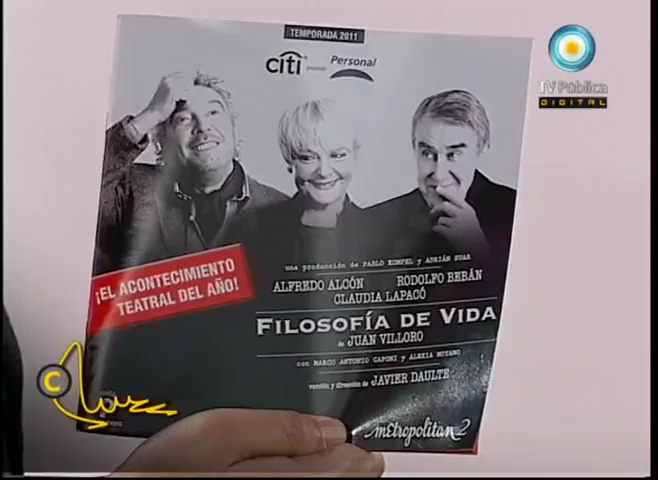 TEMPORADA 2011
citi presenta Personal
TV Pública
DIGITAL
una producción de PABLO KOMPEL y ADRIÁN SUAR
ALFREDO ALCÓN RODOLFO BEBÁN
CLAUDIA LAPACÓ
¡EL ACONTECIMIENTO
TEATRAL DEL AÑO!
FILOSOFÍA DE VIDA
de JUAN VILLORO
con MARCO ANTONIO CAPONI y ALEXIA MOYANO
versión y dirección de JAVIER DAULTE
C
metropolitan 2